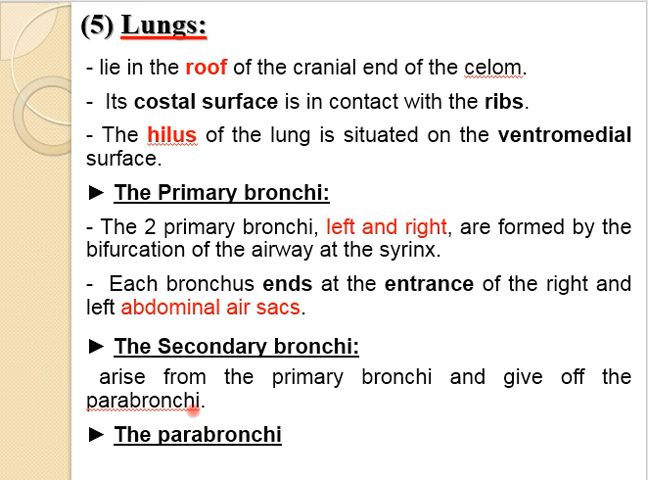 (5) Lungs:
- lie in the roof of the cranial end of the celom.
- Its costal surface is in contact with the ribs.
- The hilus of the lung is situated on the ventromedial
surface.
► The Primary bronchi:
- The 2 primary bronchi, left and right, are formed by the
bifurcation of the airway at the syrinx.
- Each bronchus ends at the entrance of the right and
left abdominal air sacs.
► The Secondary bronchi:
arise from the primary bronchi and give off the
parabronchi.
► The parabronchi